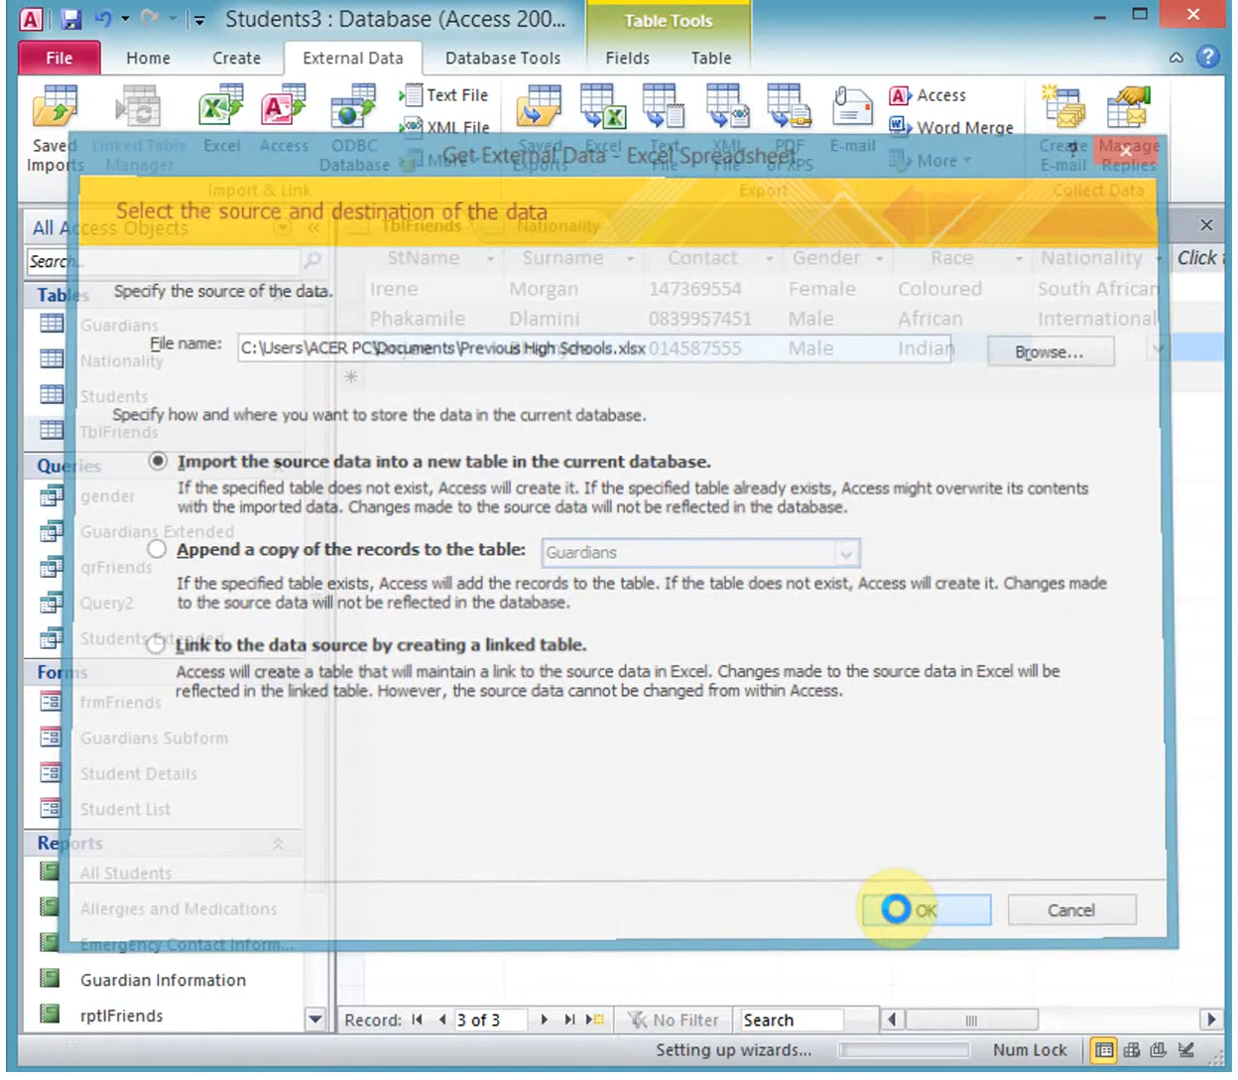 Students3 : Database (Access 200...
Table Tools
File
Home
Create
External Data
Database Tools
Fields
Table
Saved Imports
Linked Table Manager
Excel
Access
ODBC Database
Text File
XML File
More
Saved Exports
Excel
Text File
XML File
PDF or XPS
E-mail
Access
Word Merge
More
Create E-mail
Manage Replies
Import & Link
Export
Collect Data
Get External Data - Excel Spreadsheet
Select the source and destination of the data
All Access Objects
Search...
TblFriends
Nationality
StName Surname Contact Gender Race Nationality Click t
Irene Morgan 147369554 Female Coloured South African
Phakamile Dlamini 0839957451 Male African International
014587555 Male Indian
Specify the source of the data.
File name:
C:\Users\ACER PC\Documents\Previous High Schools.xlsx
Browse...
Specify how and where you want to store the data in the current database.
Import the source data into a new table in the current database.
If the specified table does not exist, Access will create it. If the specified table already exists, Access might overwrite its contents
with the imported data. Changes made to the source data will not be reflected in the database.
Append a copy of the records to the table:
Guardians
If the specified table exists, Access will add the records to the table. If the table does not exist, Access will create it. Changes made
to the source data will not be reflected in the database.
Link to the data source by creating a linked table.
Access will create a table that will maintain a link to the source data in Excel. Changes made to the source data in Excel will be
reflected in the linked table. However, the source data cannot be changed from within Access.
OK
Cancel
Tables
Guardians
Nationality
Students
TblFriends
Queries
gender
Guardians Extended
qrFriends
Query2
Students Extended
Forms
frmFriends
Guardians Subform
Student Details
Student List
Reports
All Students
Allergies and Medications
Emergency Contact Inform...
Guardian Information
rptlFriends
Record:
3 of 3
No Filter
Search
Setting up wizards...
Num Lock